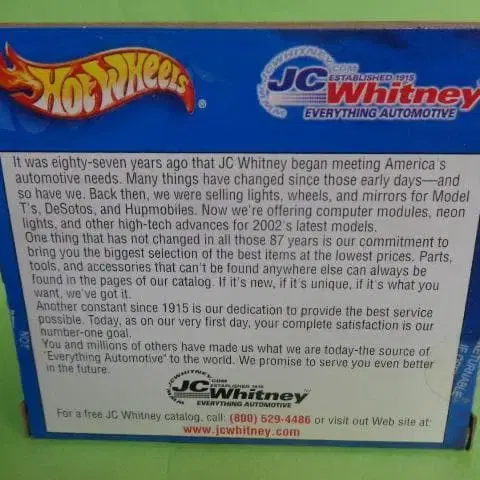 HOT WHEELS ®
WWW.JCWHITNEY.COM
JC ESTABLISHED 1915
Whitney
EVERYTHING AUTOMOTIVE
It was eighty-seven years ago that JC Whitney began meeting America's
automotive needs. Many things have changed since those early days—and
so have we. Back then, we were selling lights, wheels, and mirrors for Model
T's, DeSotos, and Hupmobiles. Now we're offering computer modules, neon
lights, and other high-tech advances for 2002's latest models.
One thing that has not changed in all those 87 years is our commitment to
bring you the biggest selection of the best items at the lowest prices. Parts,
tools, and accessories that can't be found anywhere else can always be
found in the pages of our catalog. If it's new, if it's unique, if it's what you
want, we've got it.
Another constant since 1915 is our dedication to provide the best service
possible. Today, as on our very first day, your complete satisfaction is our
number-one goal.
You and millions of others have made us what we are today-the source of
"Everything Automotive" to the world. We promise to serve you even better
in the future.
WWW.JCWHITNEY.COM
JC ESTABLISHED 1915
Whitney™
EVERYTHING AUTOMOTIVE
For a free JC Whitney catalog, call: (800) 529-4486 or visit out Web site at:
www.jcwhitney.com
NOT
RETURNABLE